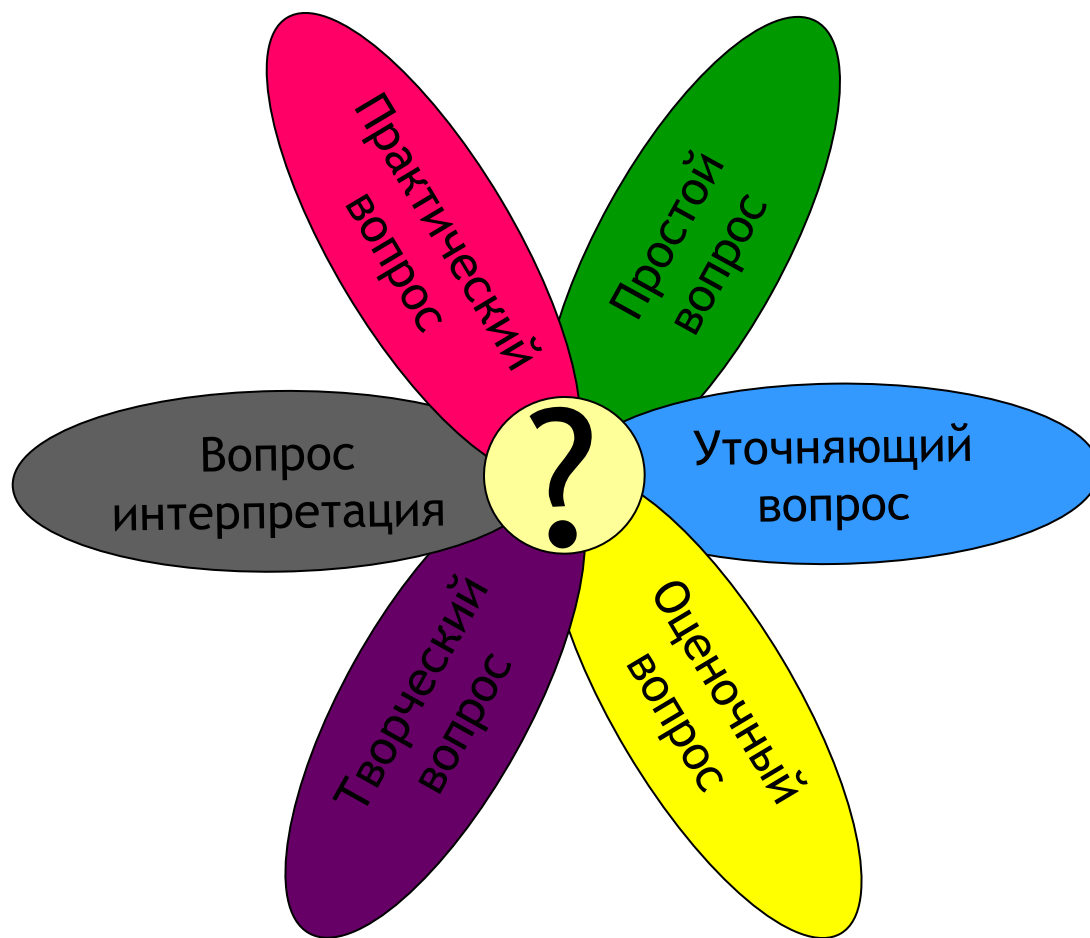 Практический
вопрос
Простой
вопрос
Вопрос
интерпретация
?
Уточняющий
вопрос
Творческий
вопрос
Оценочный
вопрос